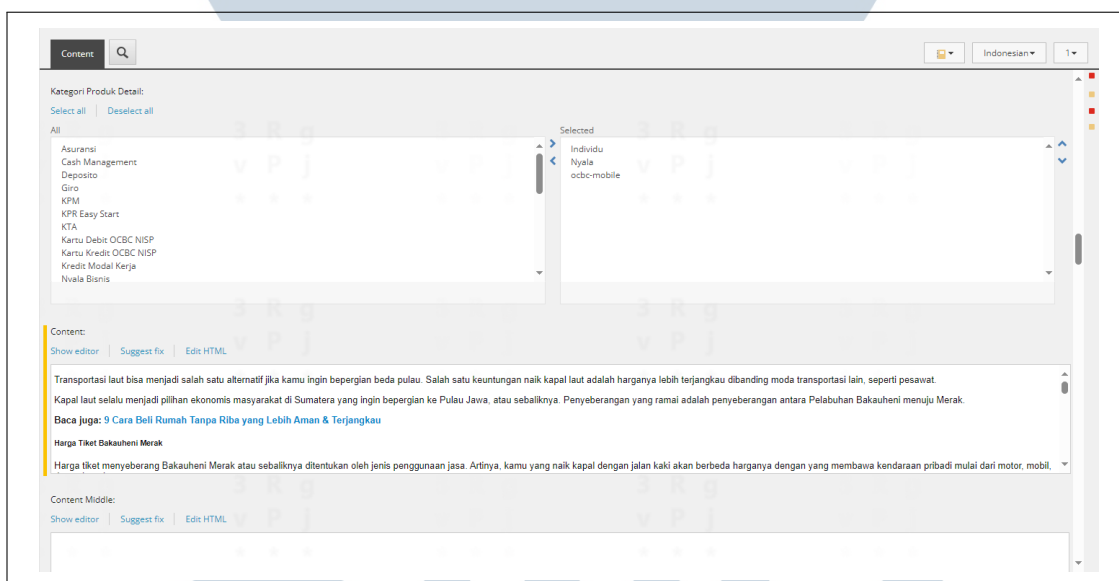 Content
Indonesian
1
Kategori Produk Detail:
Select all | Deselect all
All
Selected
Asuransi
Cash Management
Deposito
Giro
KPM
KPR Easy Start
KTA
Kartu Debit OCBC NISP
Kartu Kredit OCBC NISP
Kredit Modal Kerja
Nyala Bisnis
Individu
Nyala
ocbc-mobile
Content:
Show editor | Suggest fix | Edit HTML
Transportasi laut bisa menjadi salah satu alternatif jika kamu ingin bepergian beda pulau. Salah satu keuntungan naik kapal laut adalah harganya lebih terjangkau dibanding moda transportasi lain, seperti pesawat.
Kapal laut selalu menjadi pilihan ekonomis masyarakat di Sumatera yang ingin bepergian ke Pulau Jawa, atau sebaliknya. Penyeberangan yang ramai adalah penyeberangan antara Pelabuhan Bakauheni menuju Merak.
Baca juga: 9 Cara Beli Rumah Tanpa Riba yang Lebih Aman & Terjangkau
Harga Tiket Bakauheni Merak
Harga tiket menyeberang Bakauheni Merak atau sebaliknya ditentukan oleh jenis penggunaan jasa. Artinya, kamu yang naik kapal dengan jalan kaki akan berbeda harganya dengan yang membawa kendaraan pribadi mulai dari motor, mobil,
Content Middle:
Show editor | Suggest fix | Edit HTML